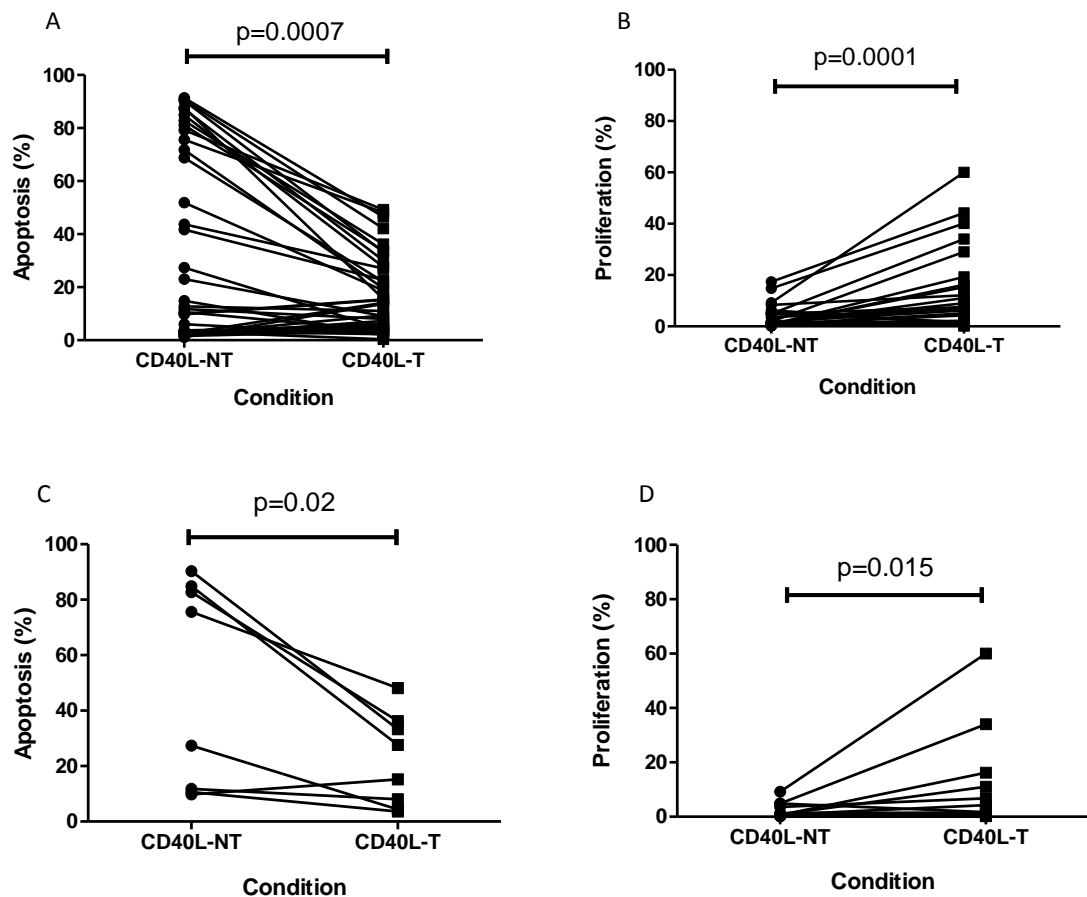 A
p=0.0007
Apoptosis (%)
100
80
60
40
20
0
CD40L-NT CD40L-T
Condition
B
p=0.0001
Proliferation (%)
100
80
60
40
20
0
CD40L-NT CD40L-T
Condition
C
p=0.02
Apoptosis (%)
100
80
60
40
20
0
CD40L-NT CD40L-T
Condition
D
p=0.015
Proliferation (%)
100
80
60
40
20
0
CD40L-NT CD40L-T
Condition